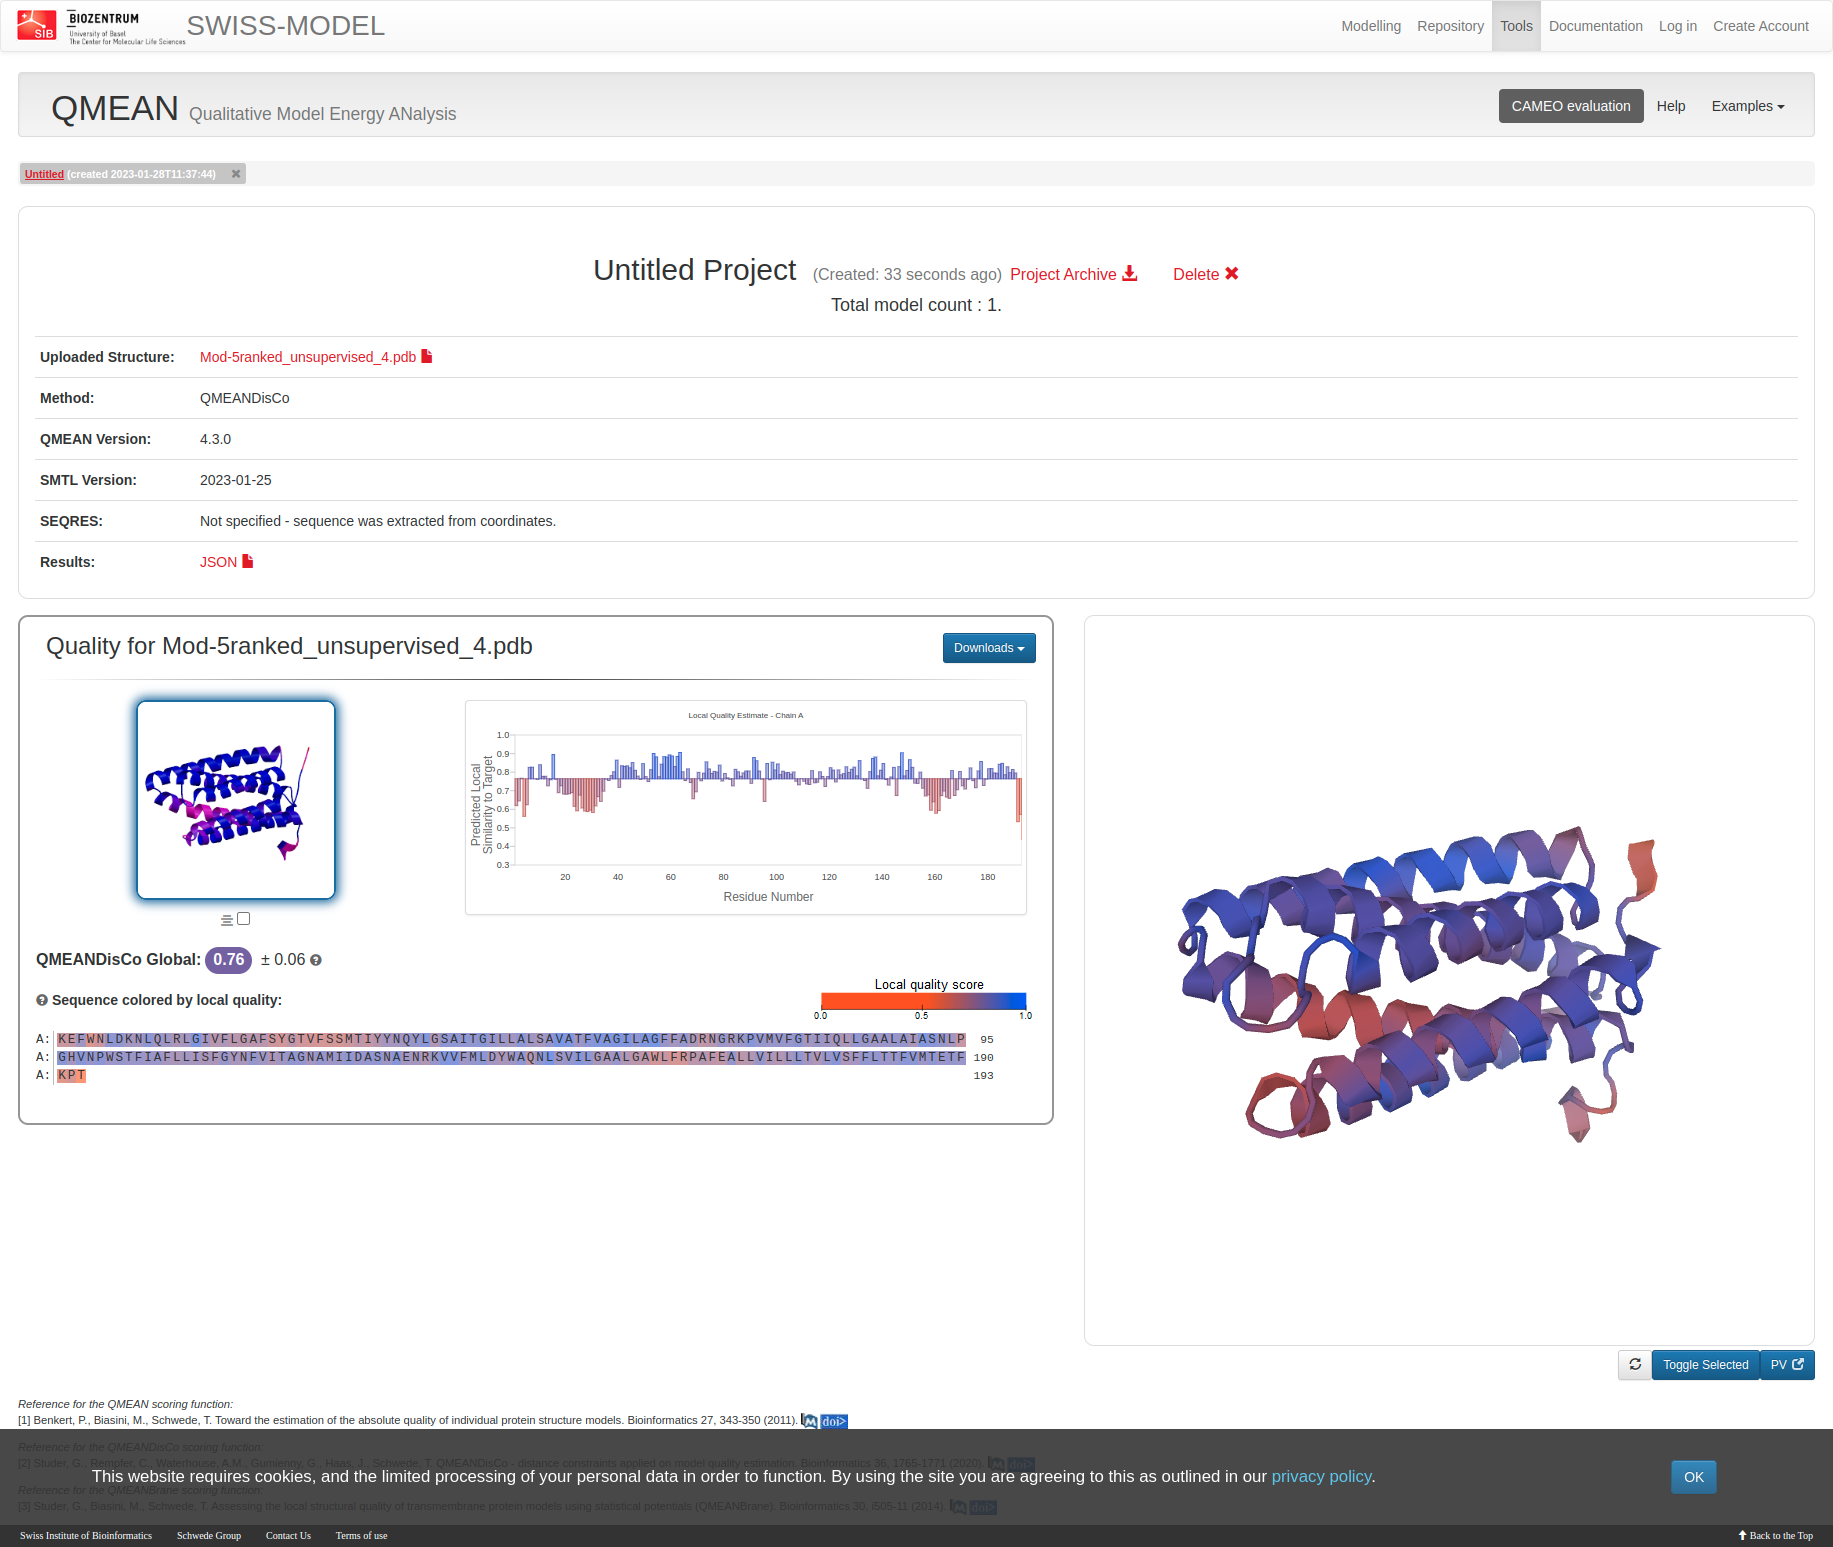 SIB
BIOZENTRUM
University of Basel
The Center for Molecular Life Sciences
SWISS-MODEL
Modelling Repository Tools Documentation Log in Create Account
QMEAN Qualitative Model Energy ANalysis
CAMEO evaluation Help Examples
Untitled (created 2023-01-28T11:37:44)
Untitled Project (Created: 33 seconds ago) Project Archive Delete
Total model count : 1.
Uploaded Structure: Mod-5ranked_unsupervised_4.pdb
Method: QMEANDisCo
QMEAN Version: 4.3.0
SMTL Version: 2023-01-25
SEQRES: Not specified - sequence was extracted from coordinates.
Results: JSON
Quality for Mod-5ranked_unsupervised_4.pdb
Downloads
Local Quality Estimate - Chain A
Predicted Local
Similarity to Target
1.0
0.9
0.8
0.7
0.6
0.5
0.4
0.3
20 40 60 80 100 120 140 160 180
Residue Number
QMEANDisCo Global: 0.76 ± 0.06
Sequence colored by local quality:
Local quality score
0.0 0.5 1.0
A: KEFWNLDKNLQLRLGIVFLGAFSYGTVFSSMTIYYNQYLGSAITGILLALSAVATFVAGILAGFFADRNGRKPVMVFGTIIQLLGAALAIASNLP 95
A: GHVNPWSTFIAFLLISFGYNFVITAGNAMIIDASNAENRKVVFMLDYWAQNLSVILGAALGAWLFRPAFEALLVILLLTVLVSFFLTTFVMTETF 190
A: KPT 193
Toggle Selected PV
Reference for the QMEAN scoring function:
[1] Benkert, P., Biasini, M., Schwede, T. Toward the estimation of the absolute quality of individual protein structure models. Bioinformatics 27, 343-350 (2011). doi>
Reference for the QMEANDisCo scoring function:
[2] Studer, G., Rempfer, C., Waterhouse, A.M., Gumienny, G., Haas, J., Schwede, T. QMEANDisCo - distance constraints applied on model quality estimation. Bioinformatics 36, 1765-1771 (2020). doi>
This website requires cookies, and the limited processing of your personal data in order to function. By using the site you are agreeing to this as outlined in our privacy policy.
OK
Reference for the QMEANBrane scoring function:
[3] Studer, G., Biasini, M., Schwede, T. Assessing the local structural quality of transmembrane protein models using statistical potentials (QMEANBrane). Bioinformatics 30, i505-11 (2014). doi>
Swiss Institute of Bioinformatics Schwede Group Contact Us Terms of use
Back to the Top